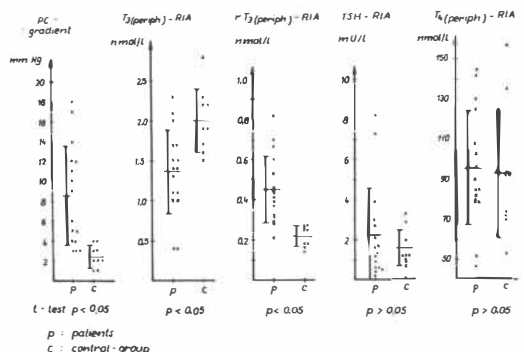 PC - gradient
mm Hg
20
18
16
14
12
10
8
6
4
2
P C
t - test p < 0,05
T3(periph) - RIA
nmol/l
3,0
2,5
2,0
1,5
1,0
0,5
P C
p < 0.05
r T3(periph) - RIA
nmol/l
1,0
0,8
0,6
0,4
0,2
P C
p < 0,05
TSH - RIA
mU/l
10
8
6
4
2
P C
p > 0,05
T4(periph) - RIA
nmol/l
150
130
110
90
70
50
P C
p > 0.05
p : patients
c : control-group